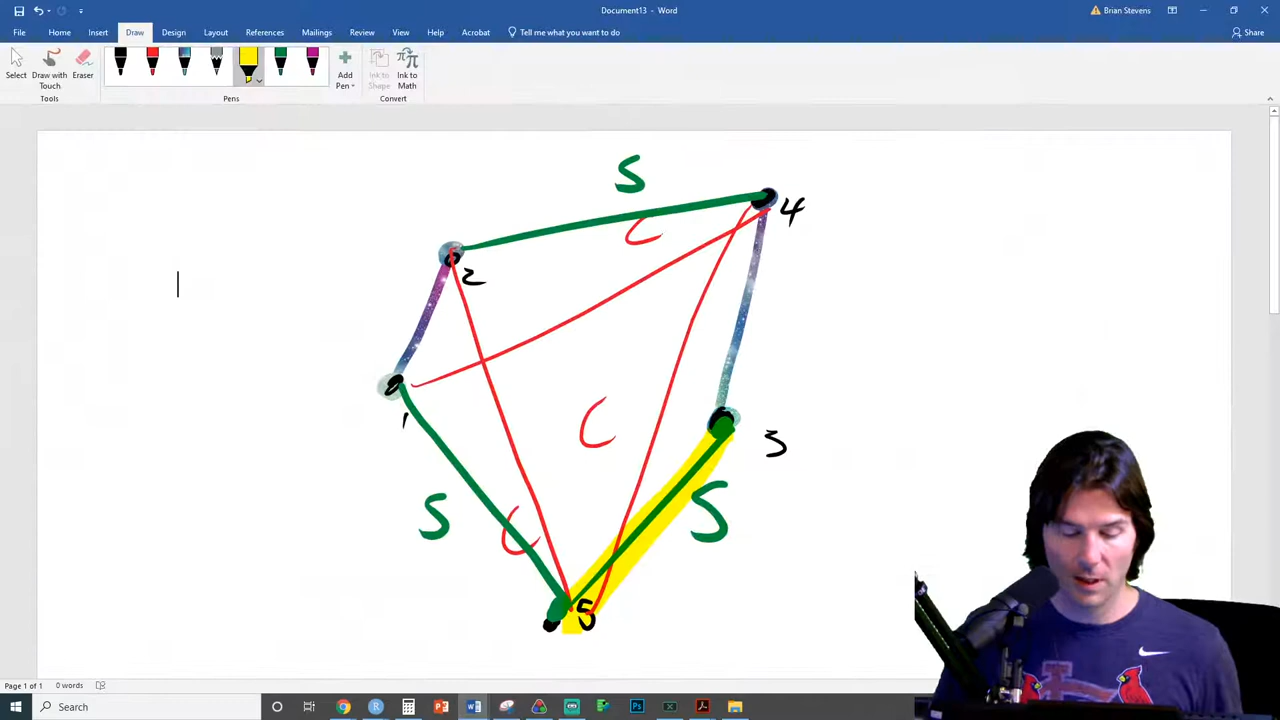 Document13 - Word
Brian Stevens
File Home Insert Draw Design Layout References Mailings Review View Help Acrobat Tell me what you want to do
Share
Select
Draw with Touch
Eraser
Add Pen
Ink to Shape
Ink to Math
Tools
Pens
Convert
S
4
C
2
C
1
3
S
S
C
5
Page 1 of 1 0 words
Search